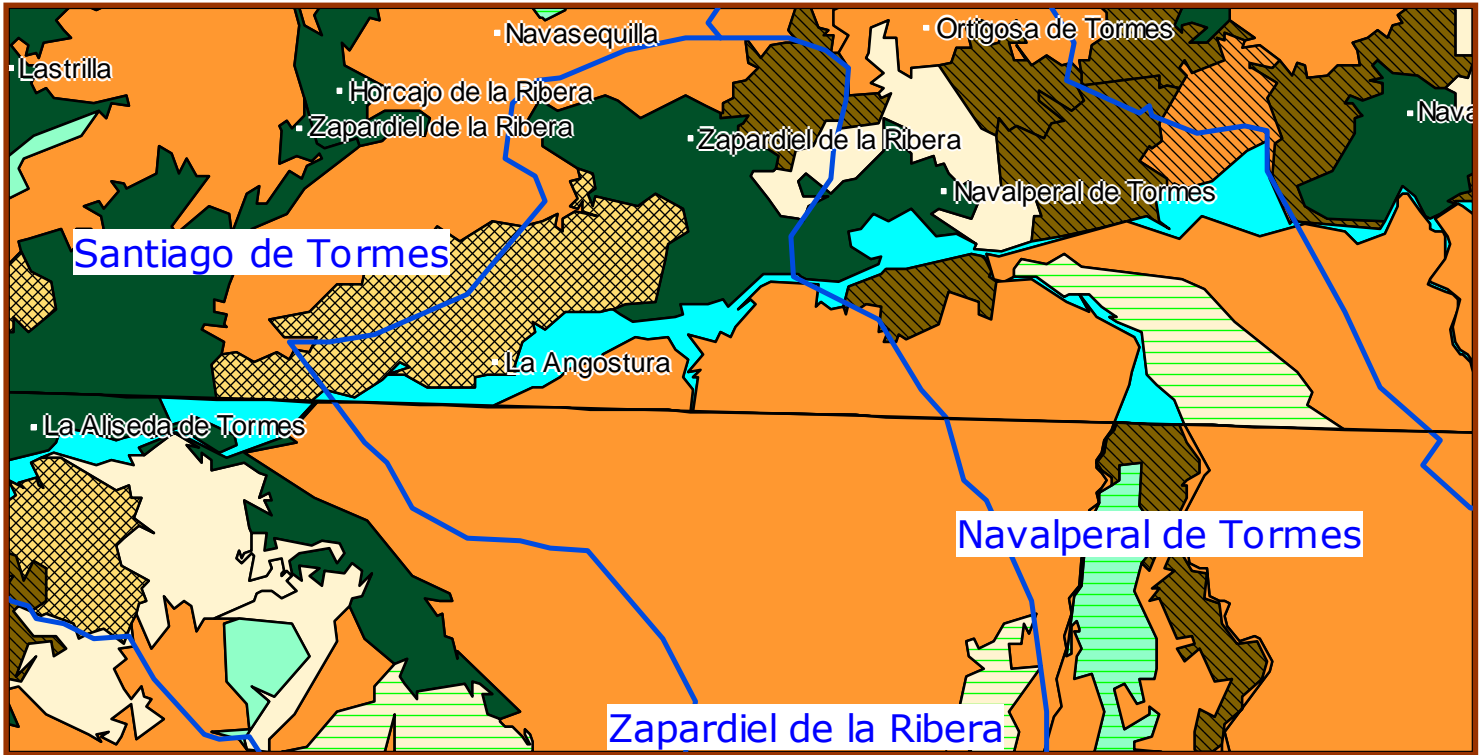 Navasequilla
Ortigosa de Tormes
Lastrilla
Horcajo de la Ribera
Nava
Zapardiel de la Ribera
Zapardiel de la Ribera
Navalperal de Tormes
Santiago de Tormes
La Angostura
La Aliseda de Tormes
Navalperal de Tormes
Zapardiel de la Ribera